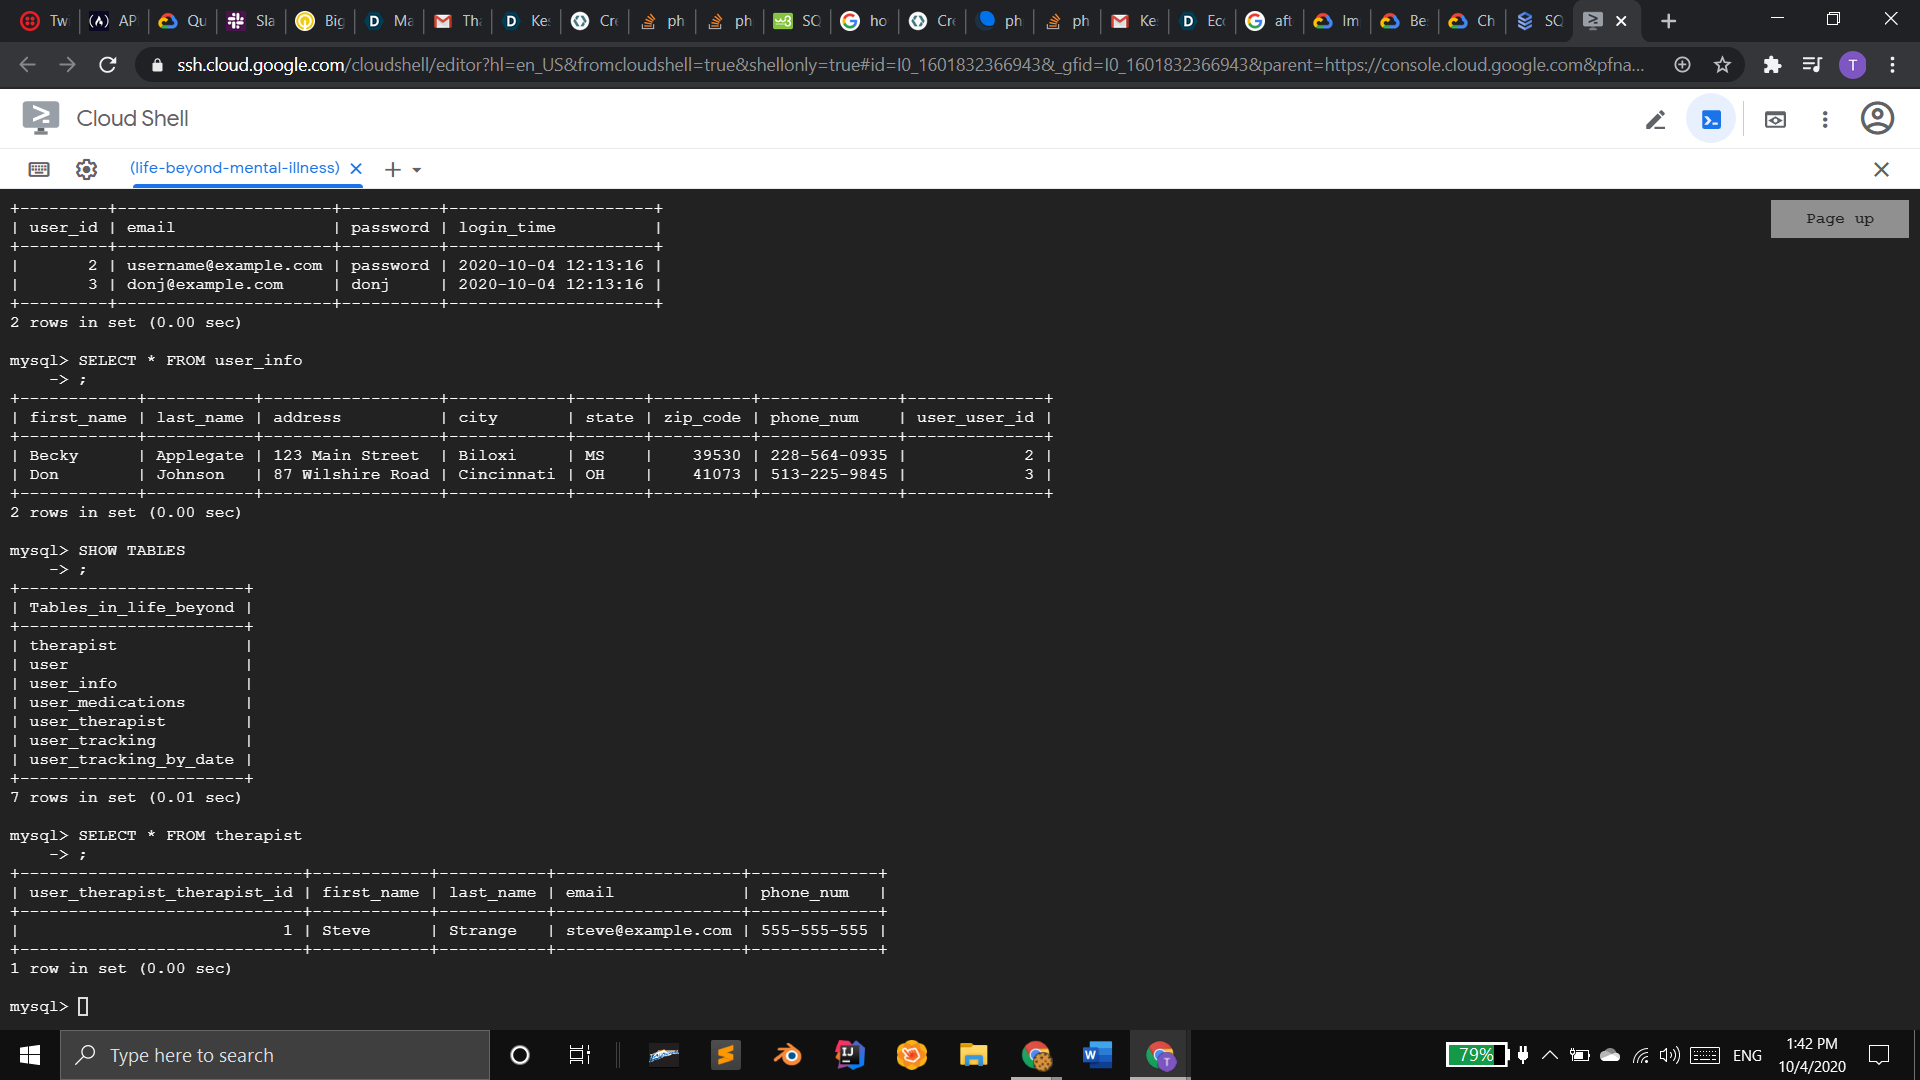 Tw
AP
Qu
Sla
Big
Ma
Tha
Kes
Cre
ph
ph
SQ
ho
Cre
ph
ph
Ke
Ecc
aft
Im
Be
Ch
SQ
ssh.cloud.google.com/cloudshell/editor?hl=en_US&fromcloudshell=true&shellonly=true#id=I0_1601832366943&_gfid=I0_1601832366943&parent=https://console.cloud.google.com&pfna...
T
Cloud Shell
(life-beyond-mental-illness)
Page up
+---------+----------------------+----------+---------------------+
| user_id | email                | password | login_time          |
+---------+----------------------+----------+---------------------+
|       2 | username@example.com | password | 2020-10-04 12:13:16 |
|       3 | donj@example.com     | donj     | 2020-10-04 12:13:16 |
+---------+----------------------+----------+---------------------+
2 rows in set (0.00 sec)
mysql> SELECT * FROM user_info
    -> ;
+------------+-----------+------------------+------------+-------+----------+--------------+--------------+
| first_name | last_name | address          | city       | state | zip_code | phone_num    | user_user_id |
+------------+-----------+------------------+------------+-------+----------+--------------+--------------+
| Becky      | Applegate | 123 Main Street  | Biloxi     | MS    |    39530 | 228-564-0935 |            2 |
| Don        | Johnson   | 87 Wilshire Road | Cincinnati | OH    |    41073 | 513-225-9845 |            3 |
+------------+-----------+------------------+------------+-------+----------+--------------+--------------+
2 rows in set (0.00 sec)
mysql> SHOW TABLES
    -> ;
+-----------------------+
| Tables_in_life_beyond |
+-----------------------+
| therapist             |
| user                  |
| user_info             |
| user_medications      |
| user_therapist        |
| user_tracking         |
| user_tracking_by_date |
+-----------------------+
7 rows in set (0.01 sec)
mysql> SELECT * FROM therapist
    -> ;
+-----------------------------+------------+-----------+-------------------+-------------+
| user_therapist_therapist_id | first_name | last_name | email             | phone_num   |
+-----------------------------+------------+-----------+-------------------+-------------+
|                           1 | Steve      | Strange   | steve@example.com | 555-555-555 |
+-----------------------------+------------+-----------+-------------------+-------------+
1 row in set (0.00 sec)
mysql>
Type here to search
79%
ENG
1:42 PM
10/4/2020